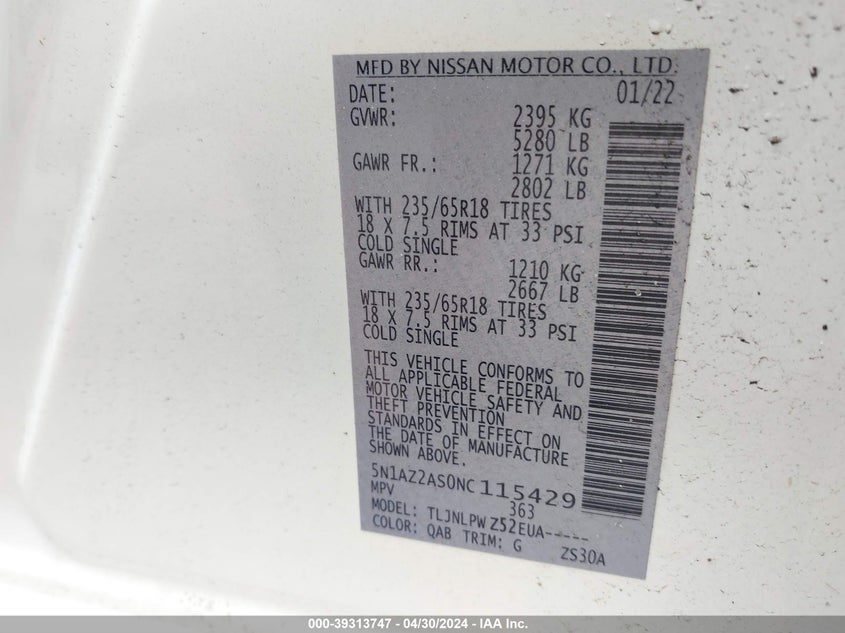 MFD BY NISSAN MOTOR CO., LTD.
DATE: 01/22
GVWR: 2395 KG
5280 LB
GAWR FR.: 1271 KG
2802 LB
WITH 235/65R18 TIRES
18 X 7.5 RIMS AT 33 PSI
COLD SINGLE
GAWR RR.: 1210 KG
2667 LB
WITH 235/65R18 TIRES
18 X 7.5 RIMS AT 33 PSI
COLD SINGLE
THIS VEHICLE CONFORMS TO
ALL APPLICABLE FEDERAL
MOTOR VEHICLE SAFETY AND
THEFT PREVENTION
STANDARDS IN EFFECT ON
THE DATE OF MANUFACTURE
SHOWN ABOVE.
5N1AZ2AS0NC115429
MPV 363
MODEL: TLJNLPW Z52EUA-----
COLOR: QAB TRIM: G ZS30A
000-39313747 - 04/30/2024 - IAA Inc.